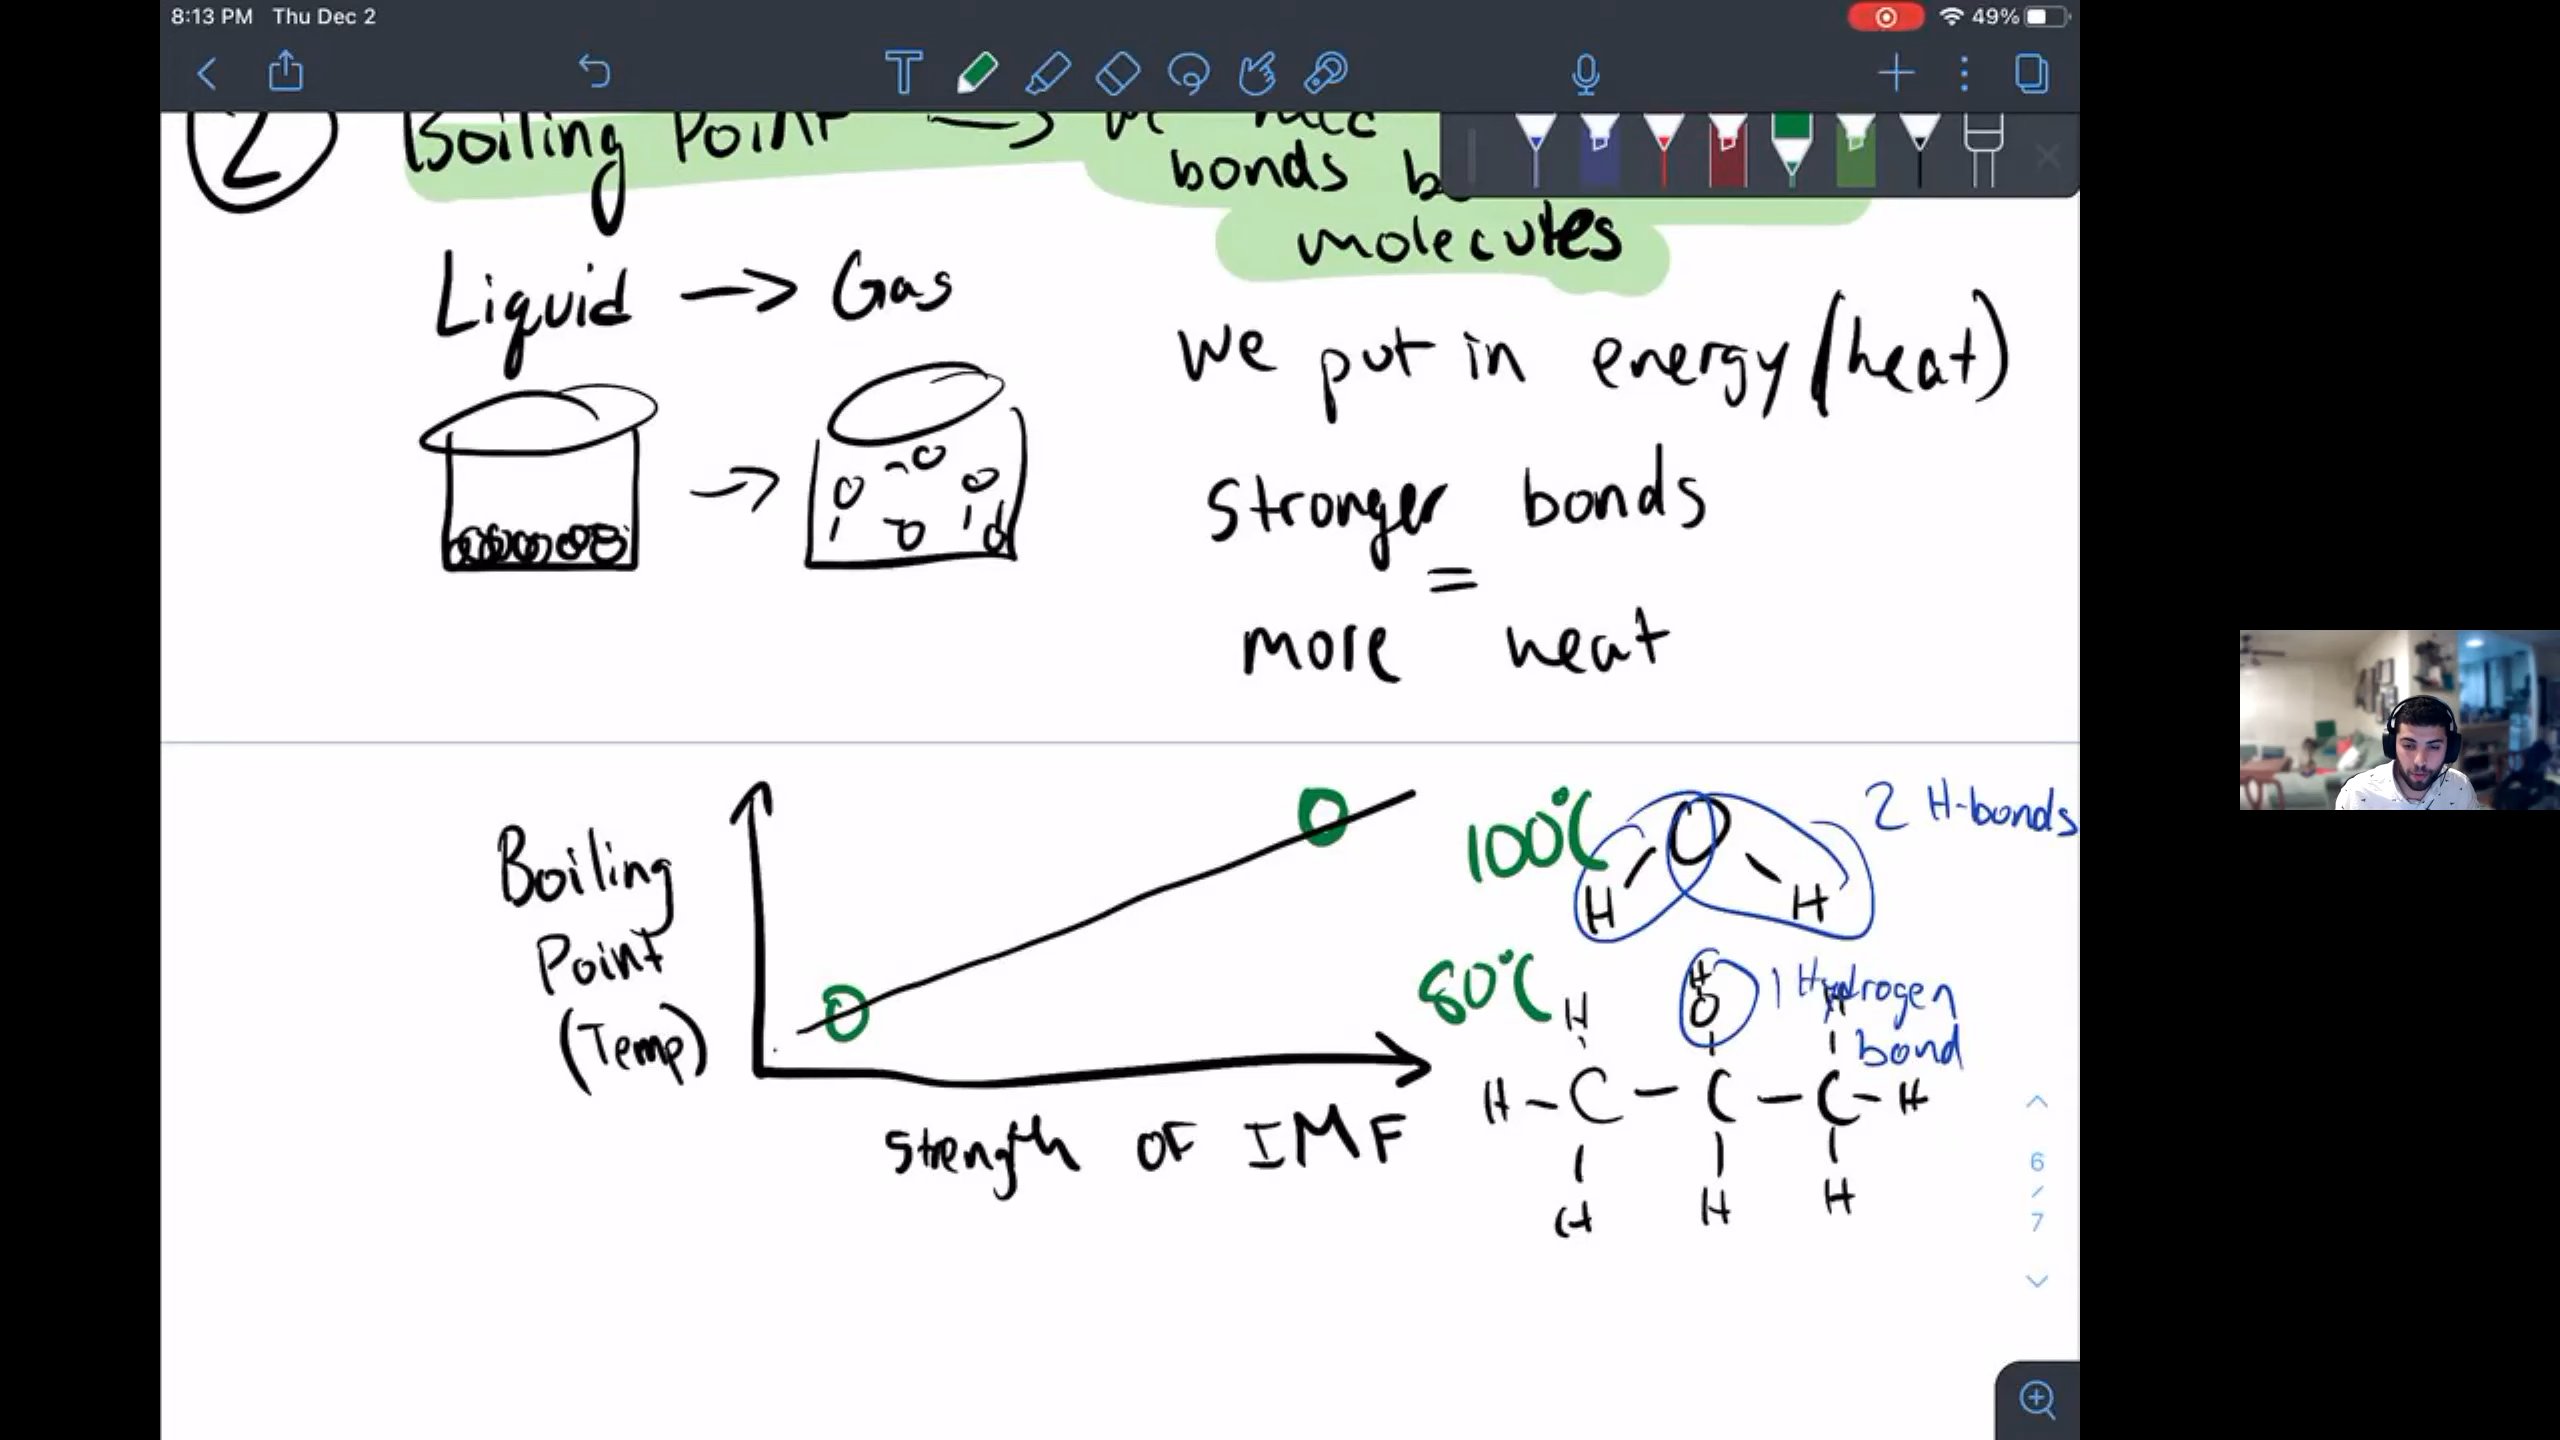 8:13 PM Thu Dec 2
49%
2 Boiling Point →
bonds
molecules
Liquid → Gas
We put in energy (heat)
stronger bonds
=
more heat
Boiling
Point
(Temp)
Strength OF IMF
100°C
O
H H
2 H-bonds
80°C
H
H
O
H
1 Hydrogen
bond
H - C - C - C - H
H H H
6
/
7